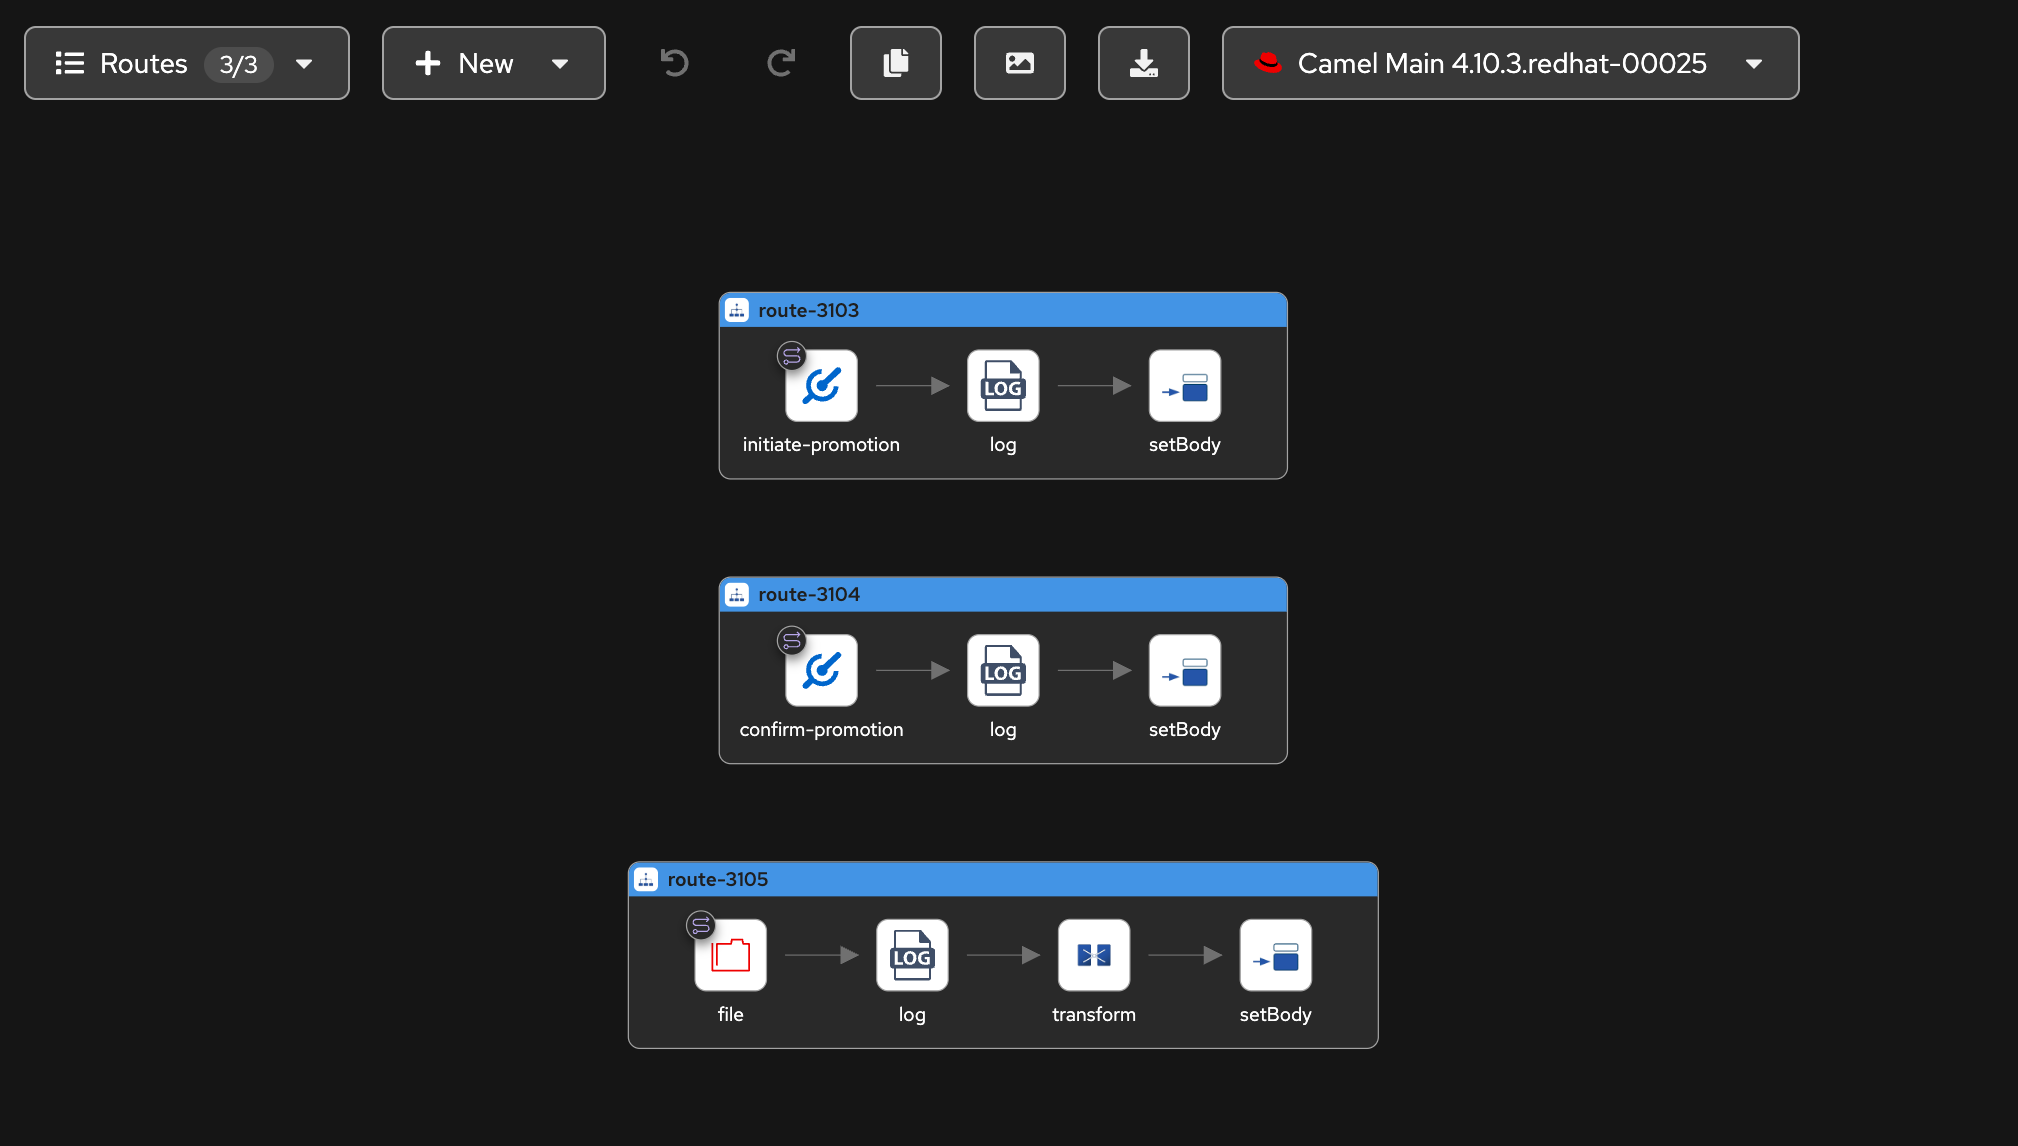 Routes 3/3 New Camel Main 4.10.3.redhat-00025
route-3103
LOG
initiate-promotion log setBody
route-3104
LOG
confirm-promotion log setBody
route-3105
LOG
file log transform setBody